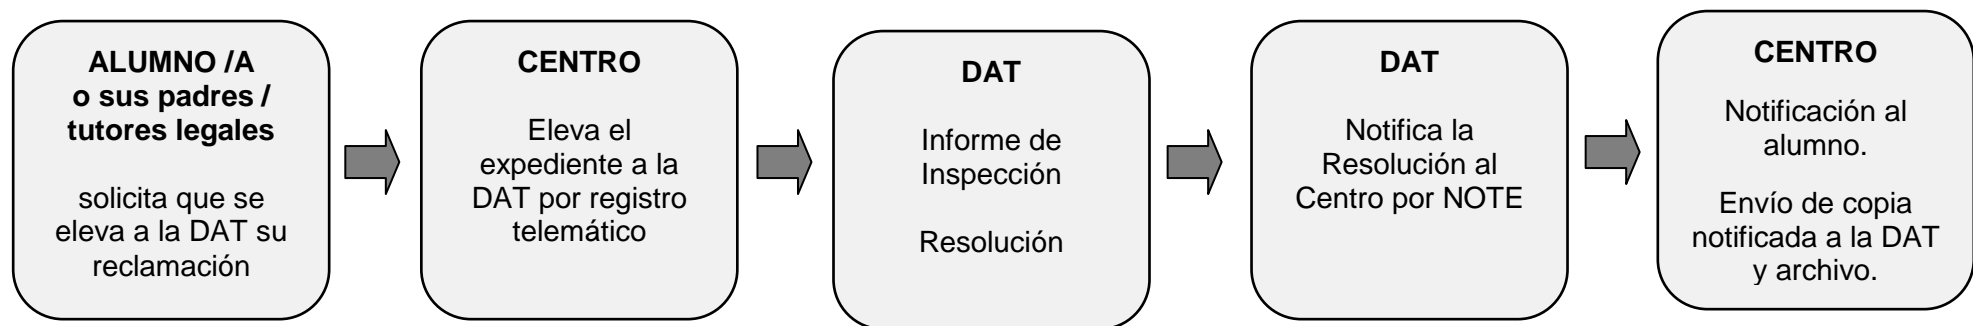 ALUMNO /A
o sus padres /
tutores legales
solicita que se
eleva a la DAT su
reclamación
CENTRO
Eleva el
expediente a la
DAT por registro
telemático
DAT
Informe de
Inspección
Resolución
DAT
Notifica la
Resolución al
Centro por NOTE
CENTRO
Notificación al
alumno.
Envío de copia
notificada a la DAT
y archivo.